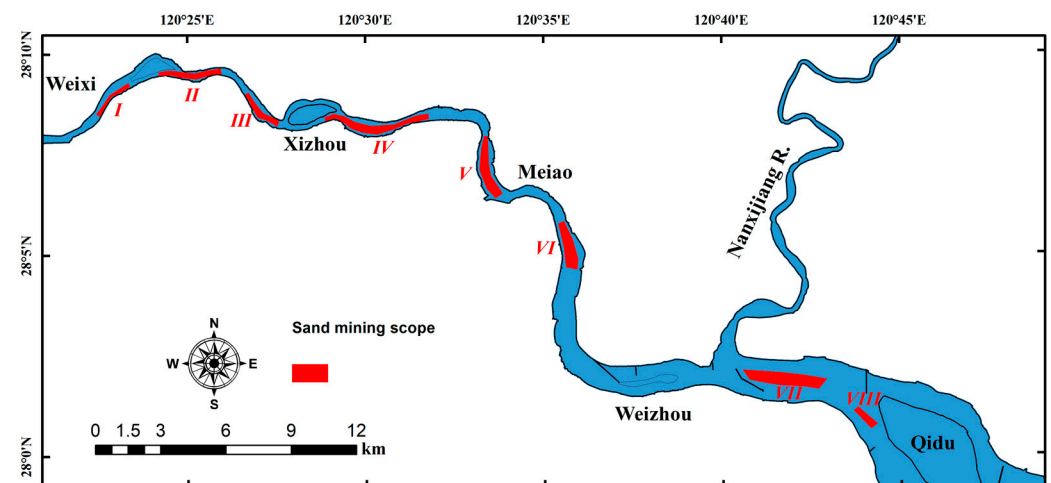 120°25'E 120°30'E 120°35'E 120°40'E 120°45'E
28°10'N
28°5'N
28°0'N
Weixi
I
II
III
Xizhou
IV
V
Meiao
VI
Nanxijiang R.
Weizhou
VII
VIII
Qidu
N
W E
S
Sand mining scope
0 1.5 3 6 9 12
km